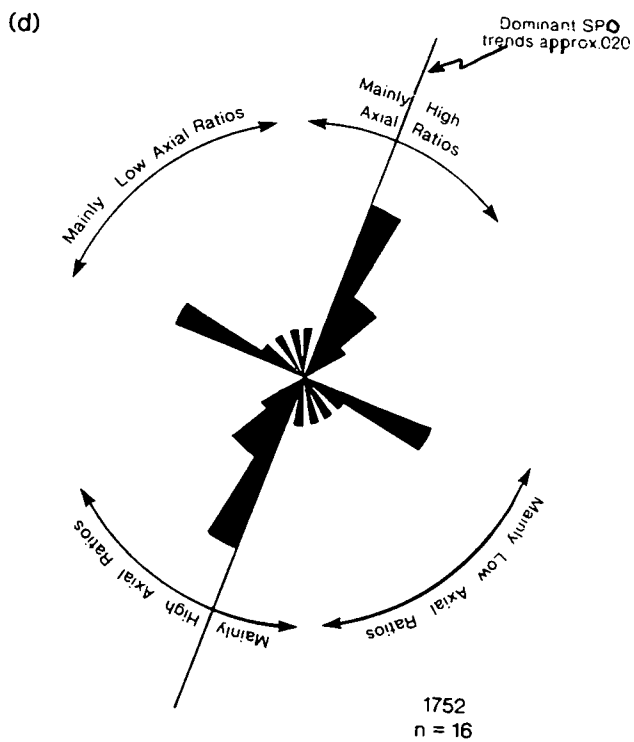 (d)
Dominant SPO
trends approx.020
Mainly High
Axial Ratios
Mainly Low Axial Ratios
Mainly Low Axial Ratios
Mainly High Axial Ratios
1752
n = 16